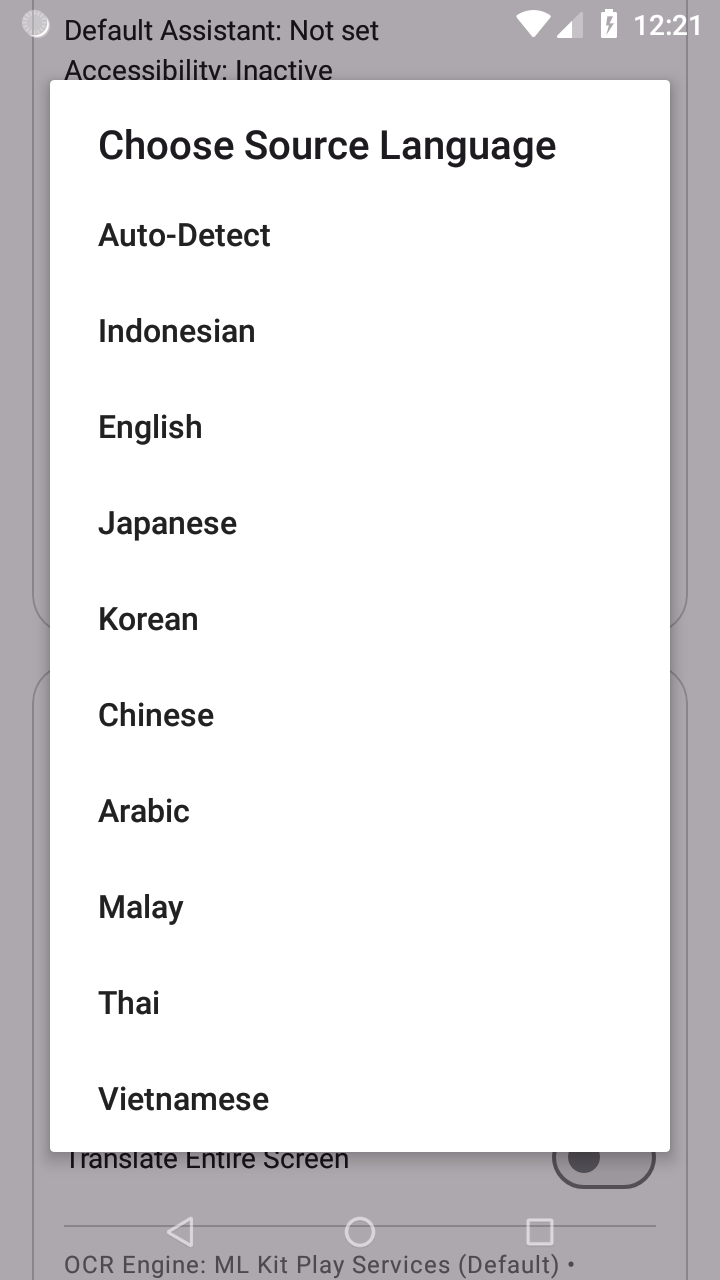 Default Assistant: Not set
12:21
Accessibility: Inactive
Choose Source Language
Auto-Detect
Indonesian
English
Japanese
Korean
Chinese
Arabic
Malay
Thai
Vietnamese
Translate Entire Screen
OCR Engine: ML Kit Play Services (Default) •